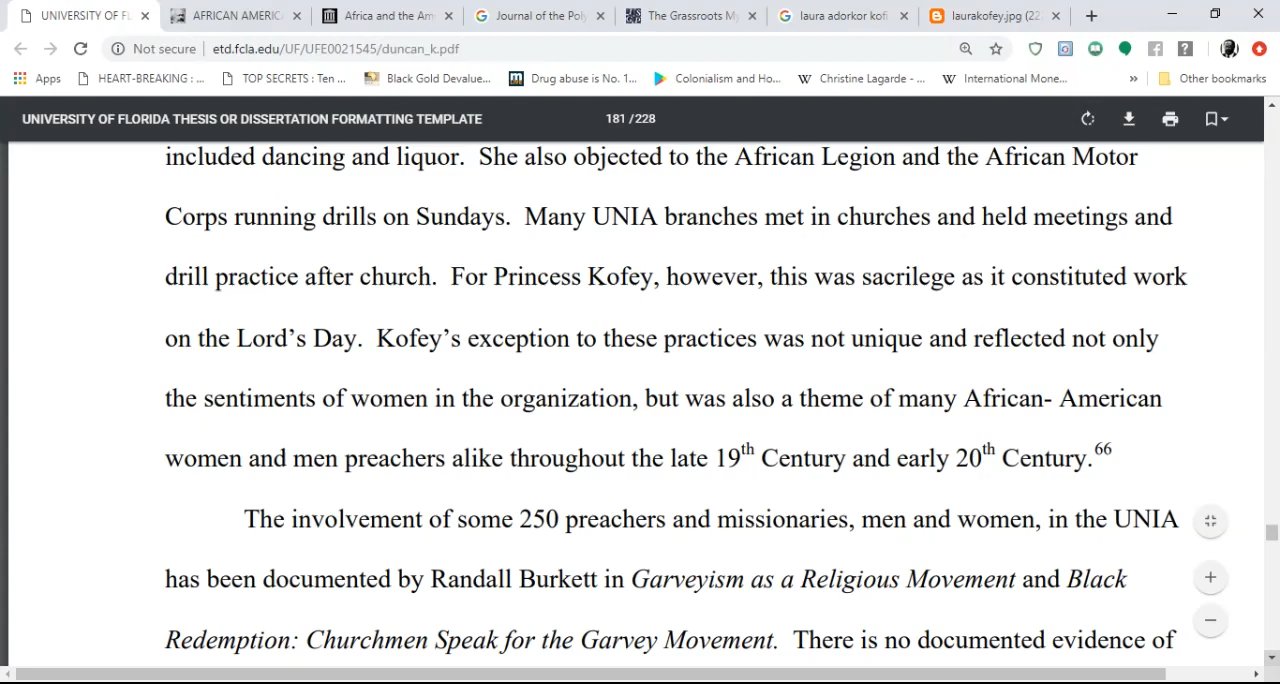 UNIVERSITY OF FL
AFRICAN AMERIC
Africa and the Am
Journal of the Pol
The Grassroots M
laura adorkor kofi
laurakofey.jpg (22
Not secure | etd.fcla.edu/UF/UFE0021545/duncan_k.pdf
Apps
HEART-BREAKING : ...
TOP SECRETS : Ten ...
Black Gold Devalue...
Drug abuse is No. 1...
Colonialism and Ho...
Christine Lagarde - ...
International Mone...
»
Other bookmarks
UNIVERSITY OF FLORIDA THESIS OR DISSERTATION FORMATTING TEMPLATE
181 / 228
included dancing and liquor. She also objected to the African Legion and the African Motor
Corps running drills on Sundays. Many UNIA branches met in churches and held meetings and
drill practice after church. For Princess Kofey, however, this was sacrilege as it constituted work
on the Lord's Day. Kofey's exception to these practices was not unique and reflected not only
the sentiments of women in the organization, but was also a theme of many African- American
women and men preachers alike throughout the late 19th Century and early 20th Century.66
The involvement of some 250 preachers and missionaries, men and women, in the UNIA
has been documented by Randall Burkett in Garveyism as a Religious Movement and Black
Redemption: Churchmen Speak for the Garvey Movement. There is no documented evidence of